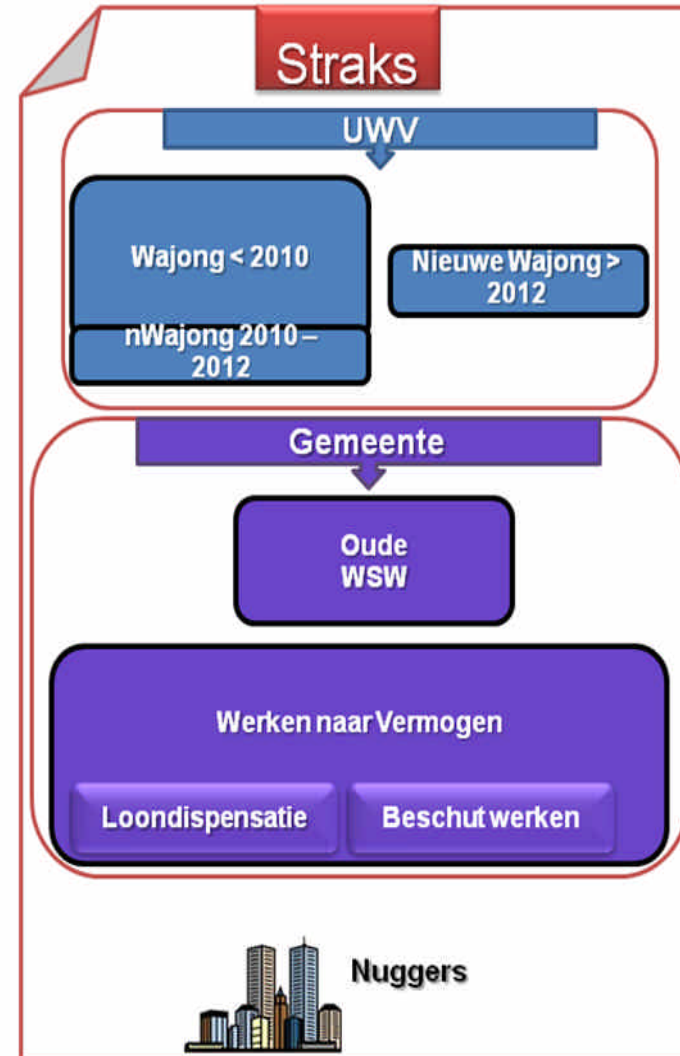 Straks
UWV
Wajong < 2010
Nieuwe Wajong >
2012
nWajong 2010 –
2012
Gemeente
Oude
WSW
Werken naar Vermogen
Loondispensatie
Beschut werken
Nuggers